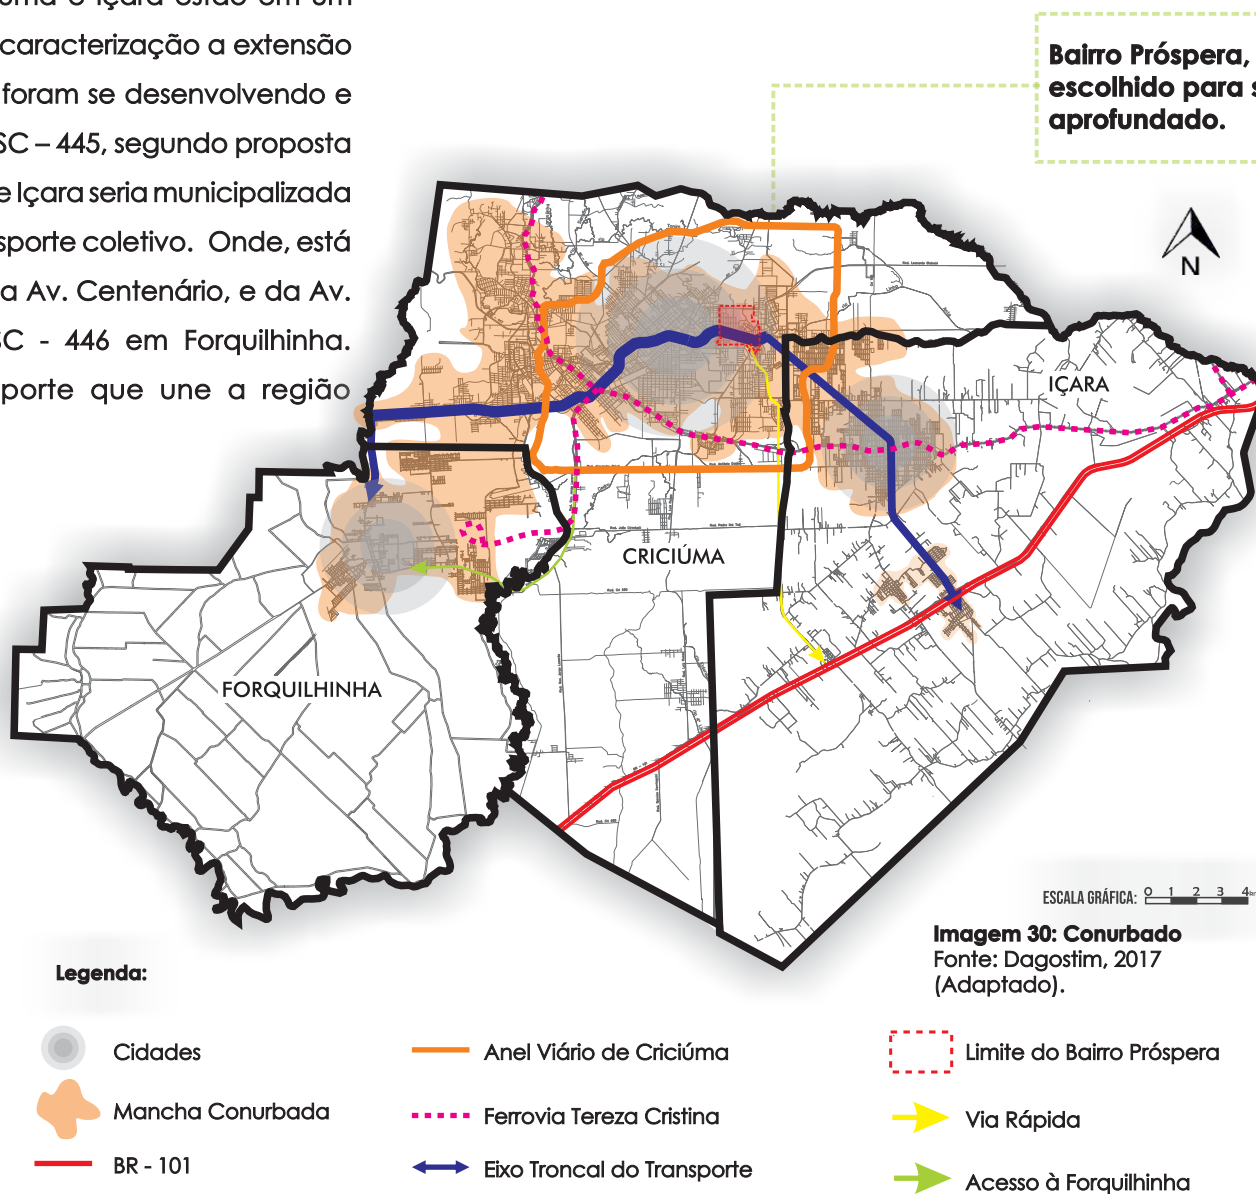 caracterização a extensão
foram se desenvolvendo e
SC – 445, segundo proposta
e Içara seria municipalizada
sporte coletivo. Onde, está
a Av. Centenário, e da Av.
SC - 446 em Forquilhinha.
porte que une a região
Bairro Próspera,
escolhido para s
aprofundado.
N
IÇARA
CRICIÚMA
FORQUILHINHA
ESCALA GRÁFICA: 0 1 2 3 4
Imagem 30: Conurbado
Fonte: Dagostim, 2017
(Adaptado).
Legenda:
Cidades
Mancha Conurbada
BR - 101
Anel Viário de Criciúma
Ferrovia Tereza Cristina
Eixo Troncal do Transporte
Limite do Bairro Próspera
Via Rápida
Acesso à Forquilhinha